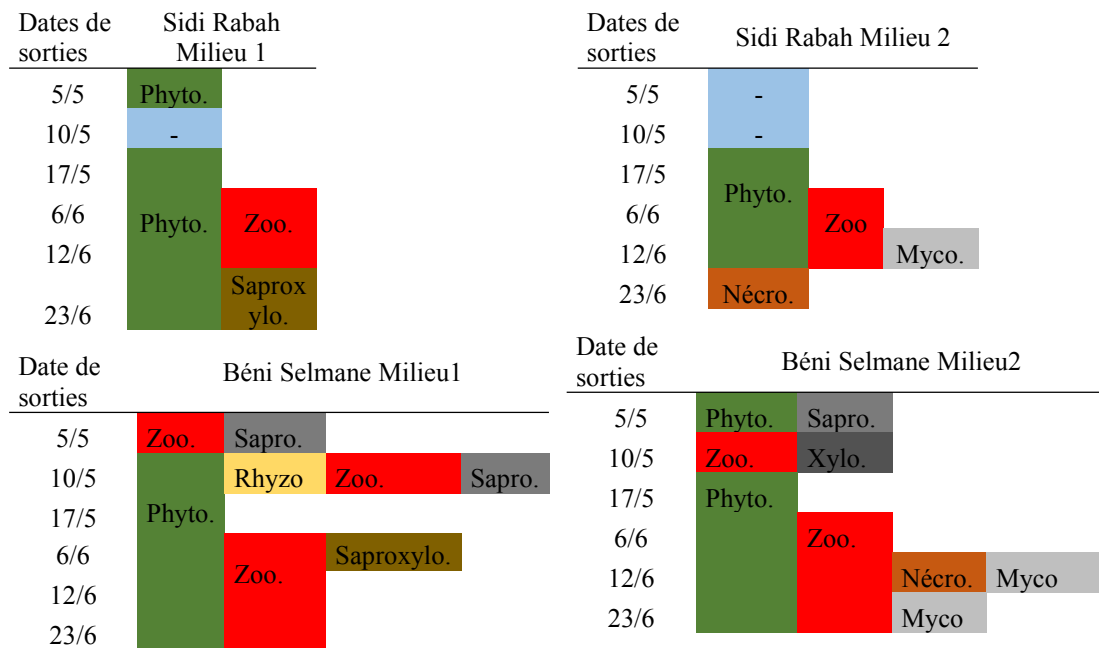 Dates de sorties Sidi Rabah Milieu 1
5/5 Phyto.
10/5 -
17/5
6/6 Phyto. Zoo.
12/6
23/6 Saprox ylo.
Dates de sorties Sidi Rabah Milieu 2
5/5 -
10/5 -
17/5 Phyto.
6/6 Zoo
12/6 Myco.
23/6 Nécro.
Date de sorties Béni Selmane Milieu1
5/5 Zoo. Sapro.
10/5 Rhyzo Zoo. Sapro.
17/5 Phyto.
6/6 Zoo. Saproxylo.
12/6
23/6
Date de sorties Béni Selmane Milieu2
5/5 Phyto. Sapro.
10/5 Zoo. Xylo.
17/5 Phyto.
6/6 Zoo.
12/6 Nécro. Myco
23/6 Myco